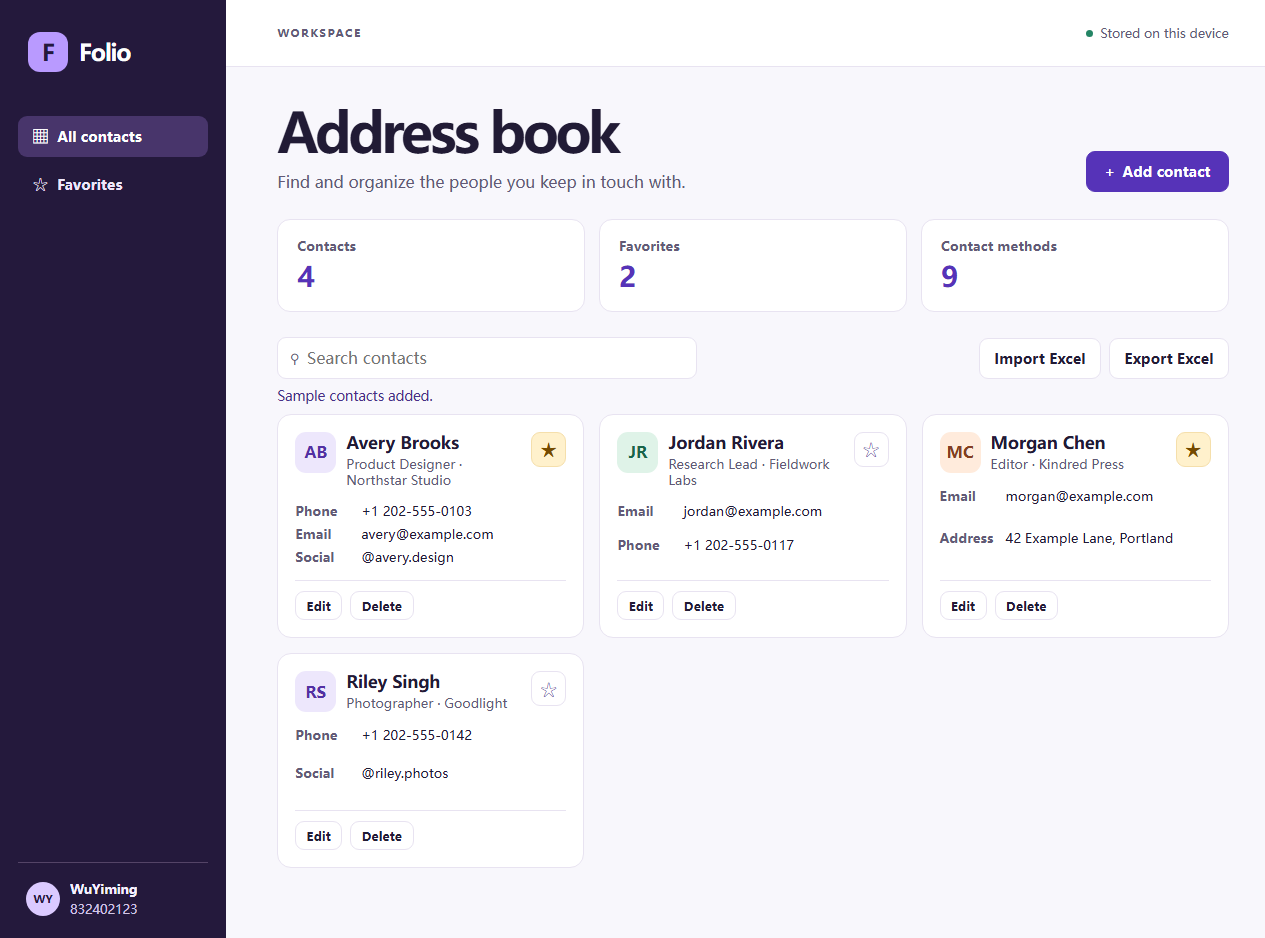 F Folio
All contacts
Favorites
WY WuYiming
832402123
WORKSPACE
Stored on this device
Address book
Find and organize the people you keep in touch with.
+ Add contact
Contacts
4
Favorites
2
Contact methods
9
Search contacts
Import Excel
Export Excel
Sample contacts added.
AB Avery Brooks ★
Product Designer ·
Northstar Studio
Phone +1 202-555-0103
Email avery@example.com
Social @avery.design
Edit Delete
JR Jordan Rivera ☆
Research Lead · Fieldwork
Labs
Email jordan@example.com
Phone +1 202-555-0117
Edit Delete
MC Morgan Chen ★
Editor · Kindred Press
Email morgan@example.com
Address 42 Example Lane, Portland
Edit Delete
RS Riley Singh ☆
Photographer · Goodlight
Phone +1 202-555-0142
Social @riley.photos
Edit Delete